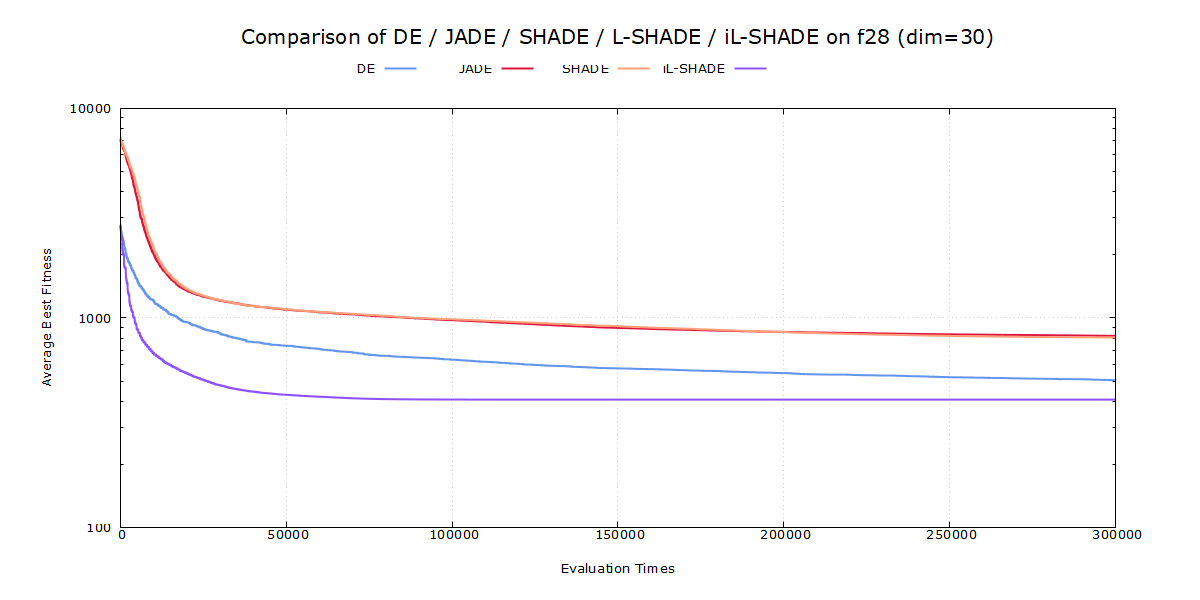 Comparison of DE / JADE / SHADE / L-SHADE / iL-SHADE on f28 (dim=30)
DE JADE SHADE iL-SHADE
10000
1000
100
Average Best Fitness
0 50000 100000 150000 200000 250000 300000
Evaluation Times